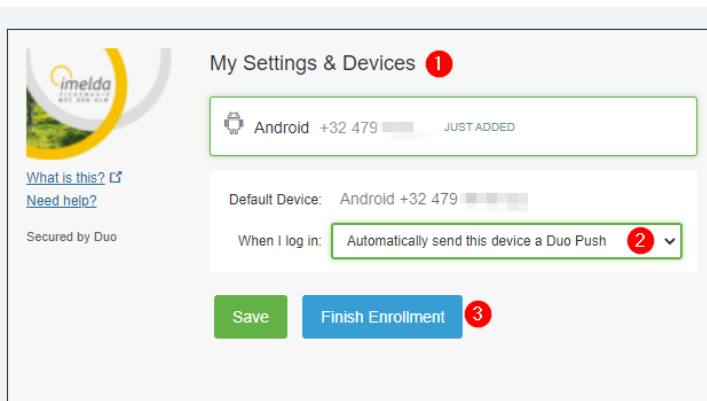 My Settings & Devices 1
imelda
Android +32 479 JUST ADDED
What is this?
Need help?
Default Device: Android +32 479
Secured by Duo
When I log in: Automatically send this device a Duo Push 2
Save
Finish Enrollment 3